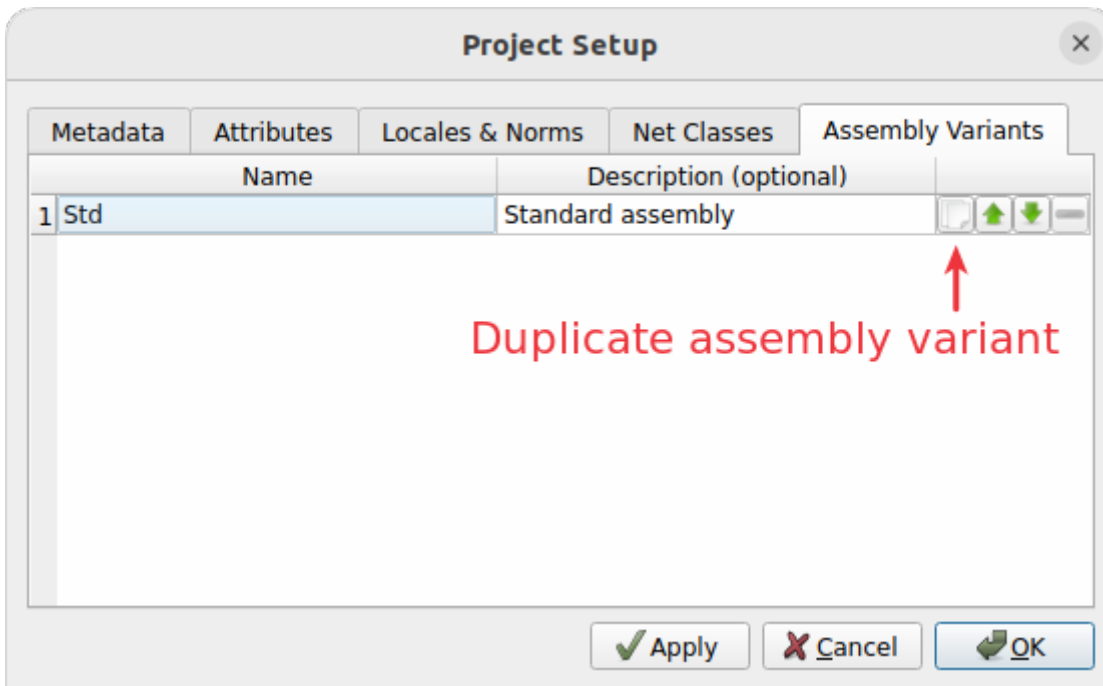 Project Setup
Metadata Attributes Locales & Norms Net Classes Assembly Variants
Name Description (optional)
1 Std Standard assembly
Duplicate assembly variant
Apply Cancel OK